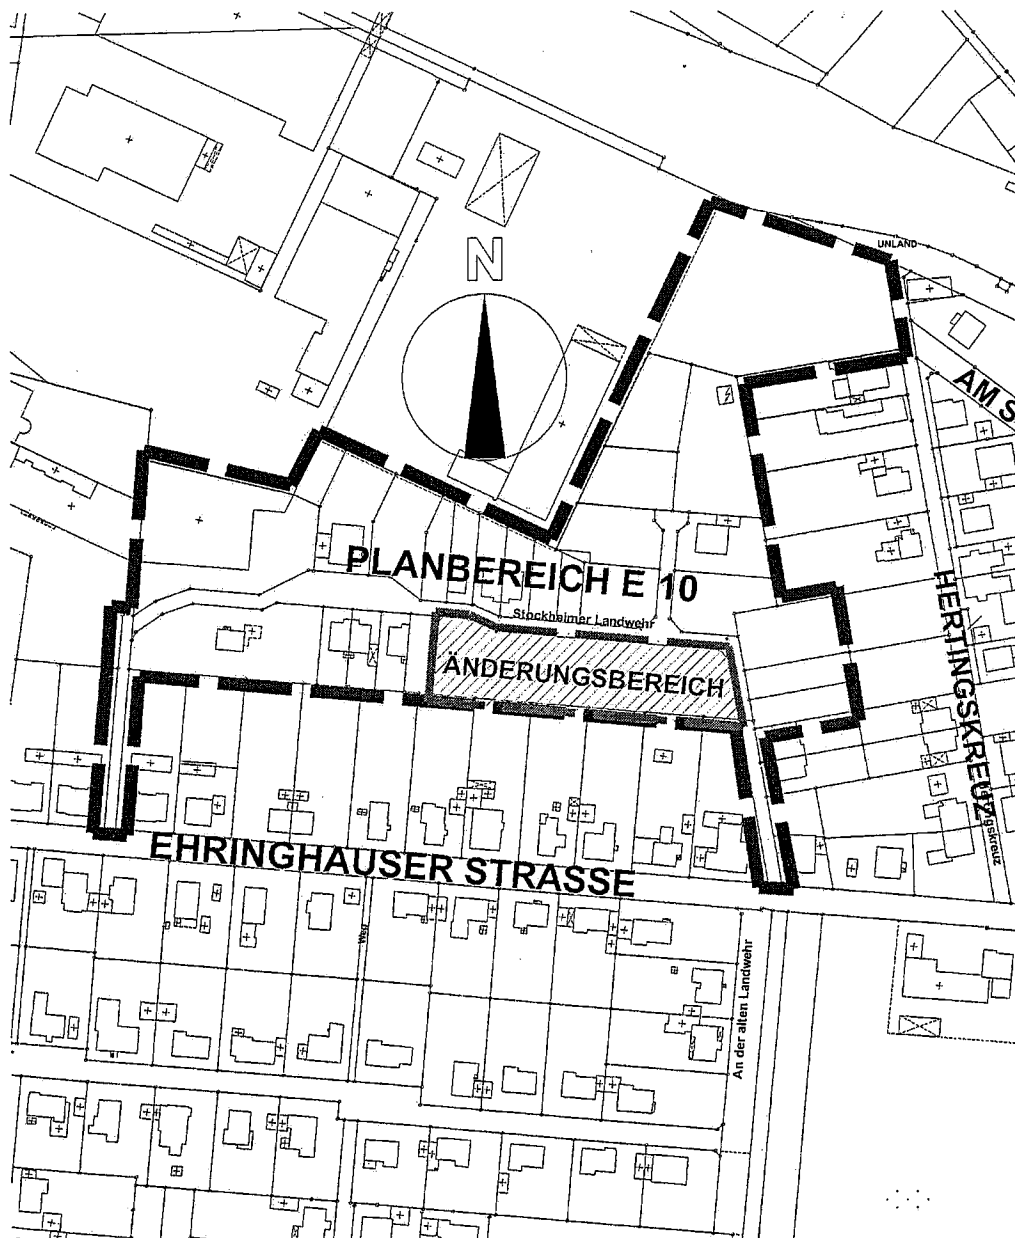 N
UNLAND
AM S
PLANBEREICH E 10
Stockheimer Landwehr
ÄNDERUNGSBEREICH
HERTINGSKREUZ
EHRINGHAUSER STRASSE
Weg
An der alten Landwehr